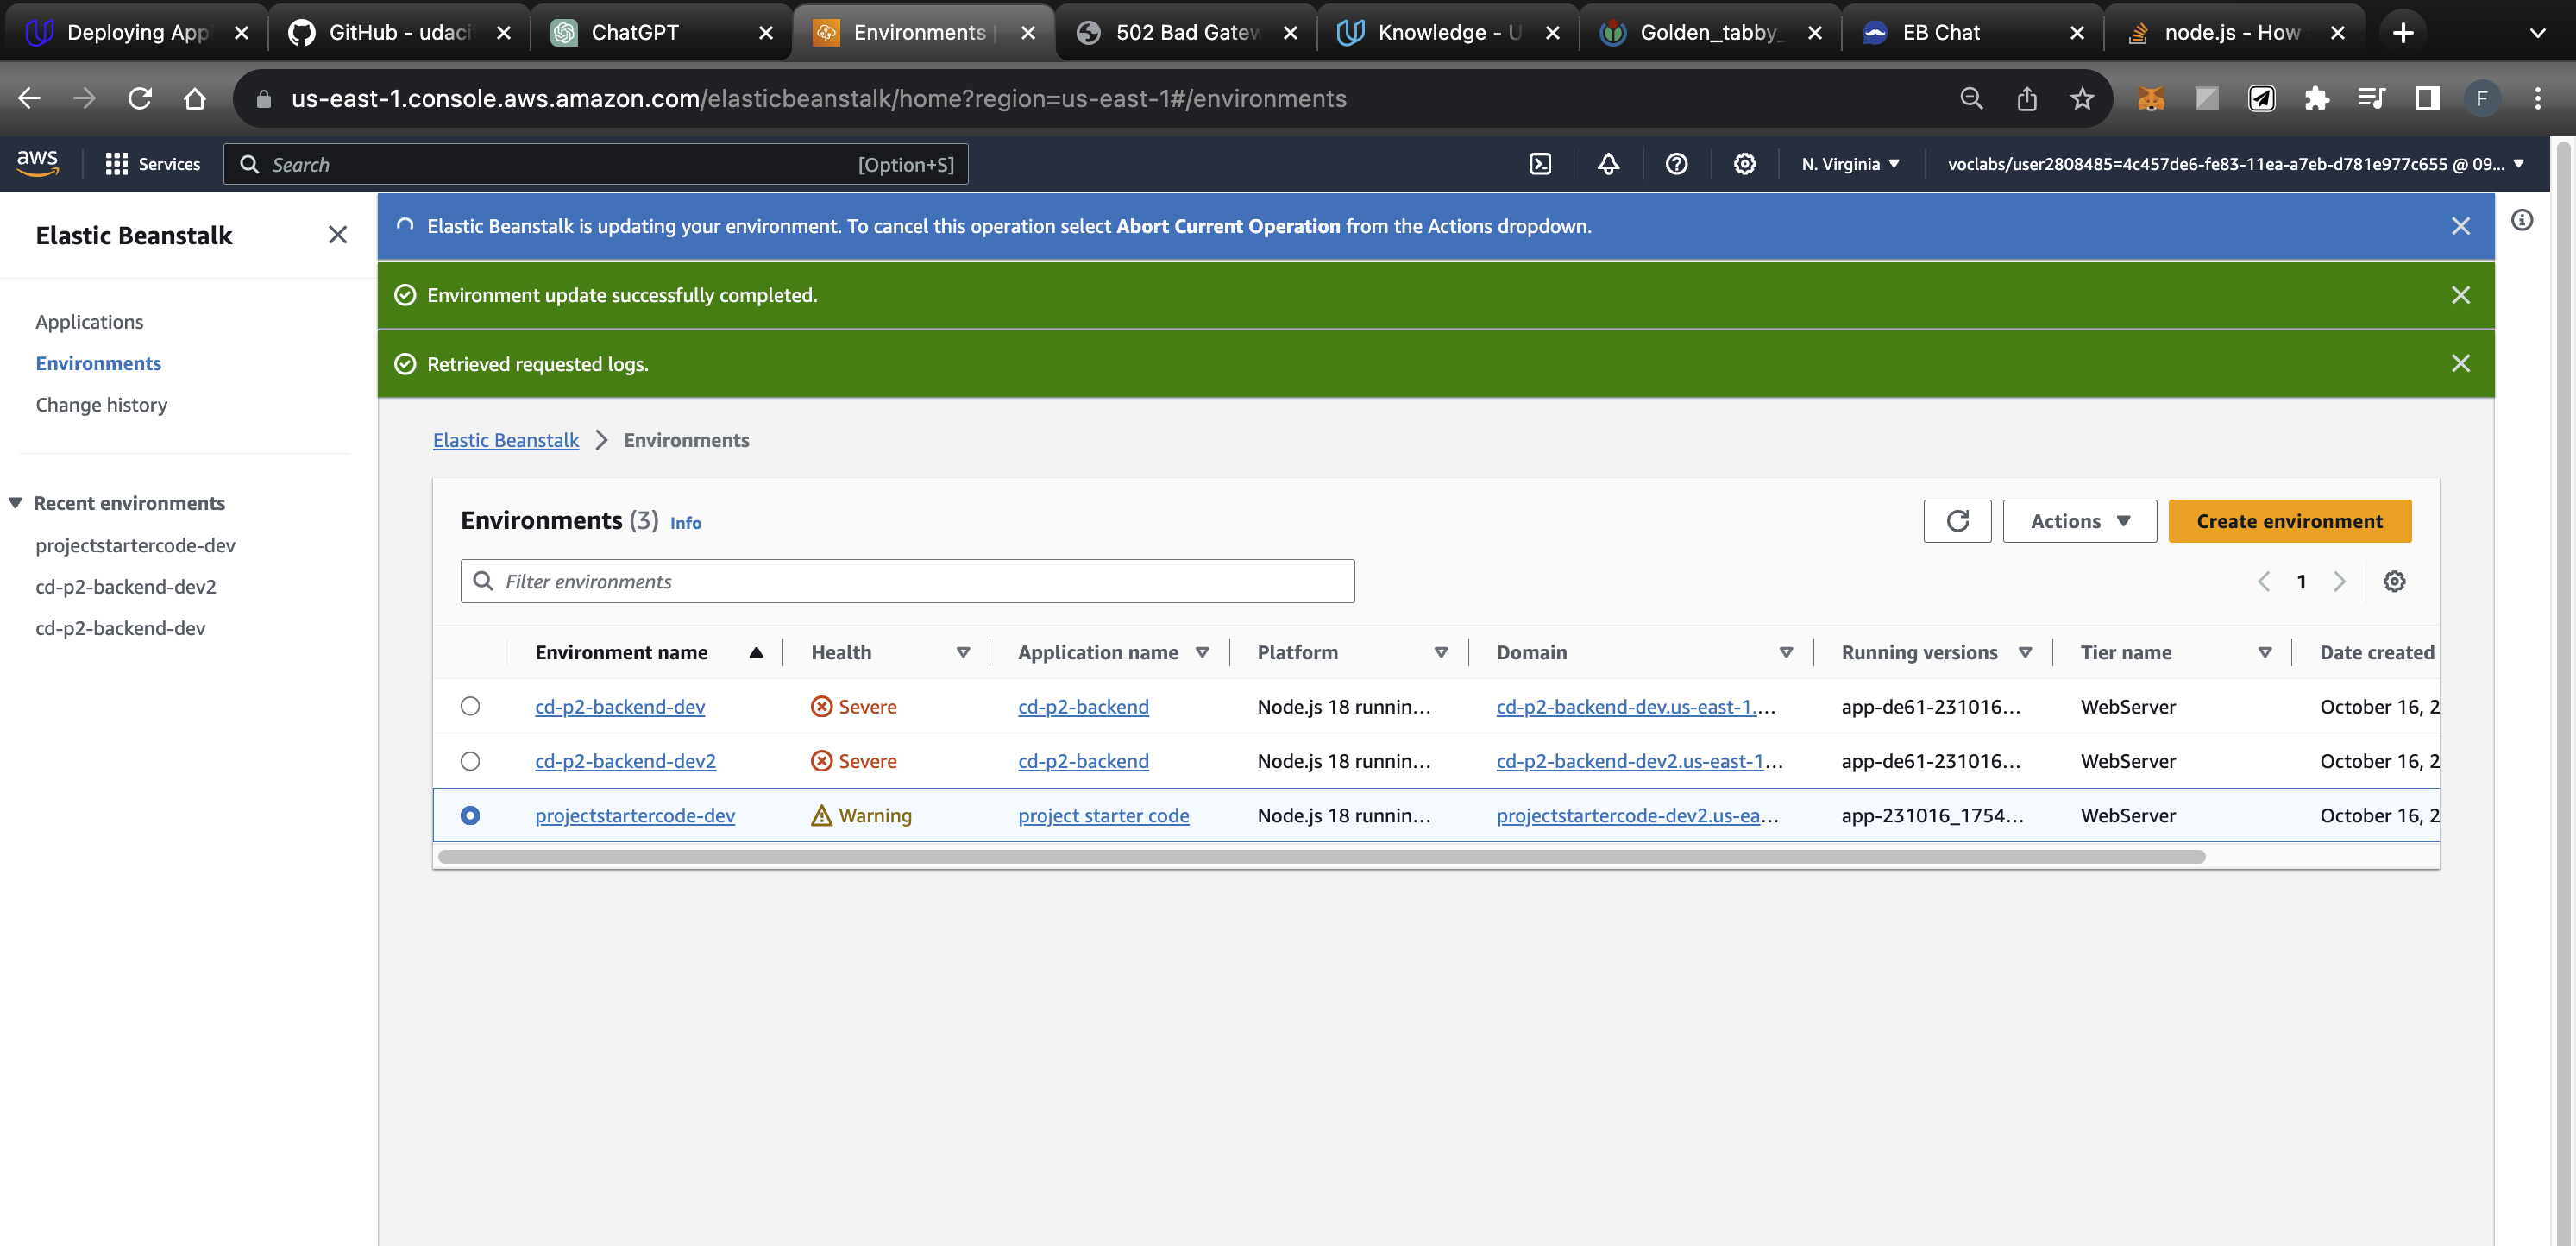 Deploying App
GitHub - udaci
ChatGPT
Environments |
502 Bad Gatew
Knowledge - U
Golden_tabby_
EB Chat
node.js - How
us-east-1.console.aws.amazon.com/elasticbeanstalk/home?region=us-east-1#/environments
F
aws
Services
Search
[Option+S]
N. Virginia
voclabs/user2808485=4c457de6-fe83-11ea-a7eb-d781e977c655 @ 09...
Elastic Beanstalk
Applications
Environments
Change history
Recent environments
projectstartercode-dev
cd-p2-backend-dev2
cd-p2-backend-dev
Elastic Beanstalk is updating your environment. To cancel this operation select Abort Current Operation from the Actions dropdown.
Environment update successfully completed.
Retrieved requested logs.
Elastic Beanstalk > Environments
Environments (3) Info
Actions
Create environment
Filter environments
1
Environment name Health Application name Platform Domain Running versions Tier name Date created
cd-p2-backend-dev Severe cd-p2-backend Node.js 18 runnin... cd-p2-backend-dev.us-east-1.... app-de61-231016... WebServer October 16, 2
cd-p2-backend-dev2 Severe cd-p2-backend Node.js 18 runnin... cd-p2-backend-dev2.us-east-1... app-de61-231016... WebServer October 16, 2
projectstartercode-dev Warning project starter code Node.js 18 runnin... projectstartercode-dev2.us-ea... app-231016_1754... WebServer October 16, 2